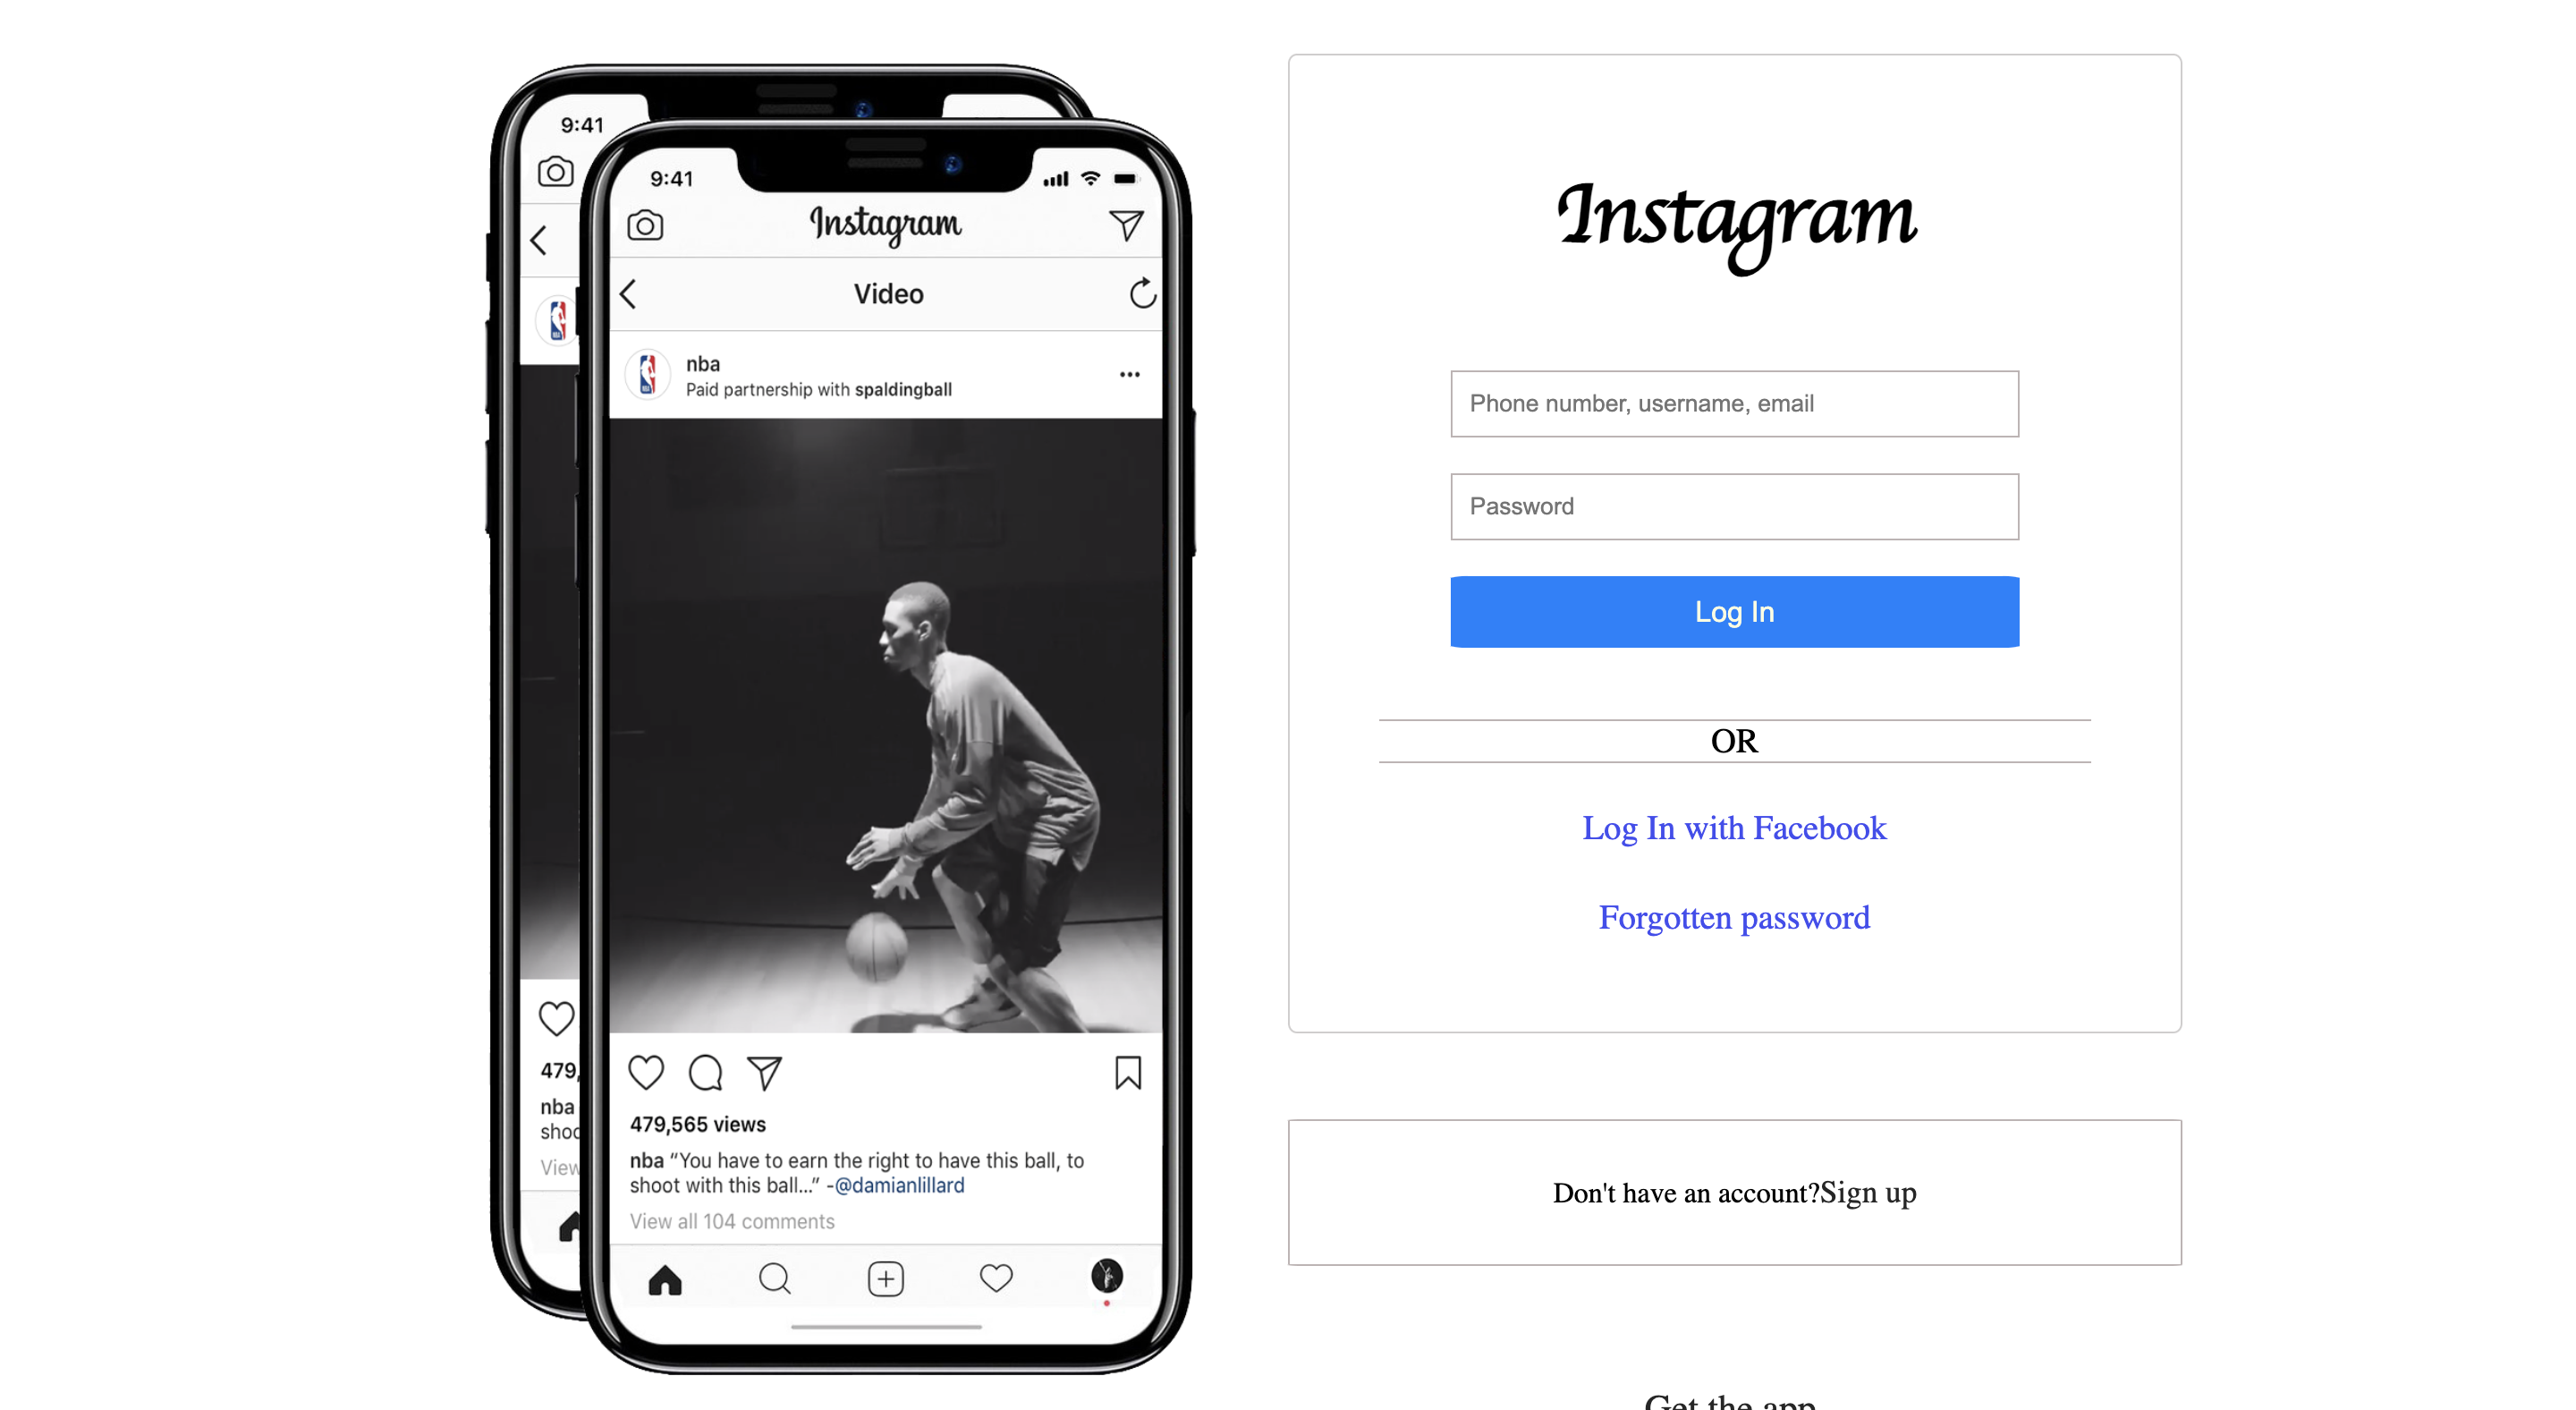 9:41
479,
nba
shoo
View
9:41
Instagram
Video
nba
Paid partnership with spaldingball
479,565 views
nba “You have to earn the right to have this ball, to
shoot with this ball...” -@damianlillard
View all 104 comments
Instagram
Phone number, username, email
Password
Log In
OR
Log In with Facebook
Forgotten password
Don't have an account?Sign up
Get the app